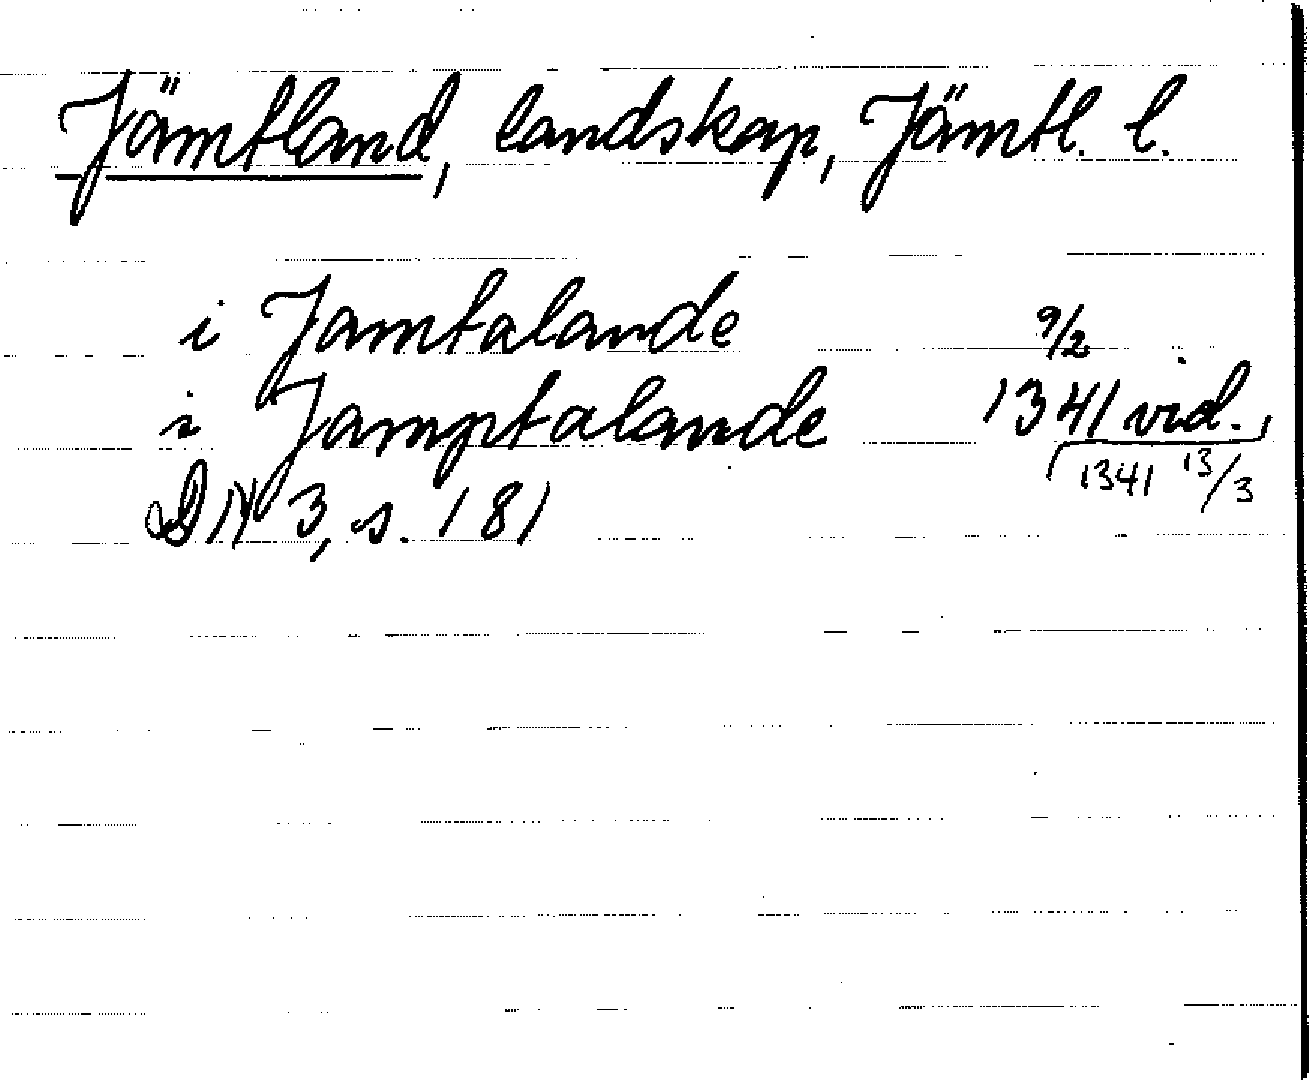 Jämtland, landskap, Jämtl. l.
i Jamtalande 9/2
i Jamptalande 1341 vid.,
1341 13/3
DN 3, s. 181